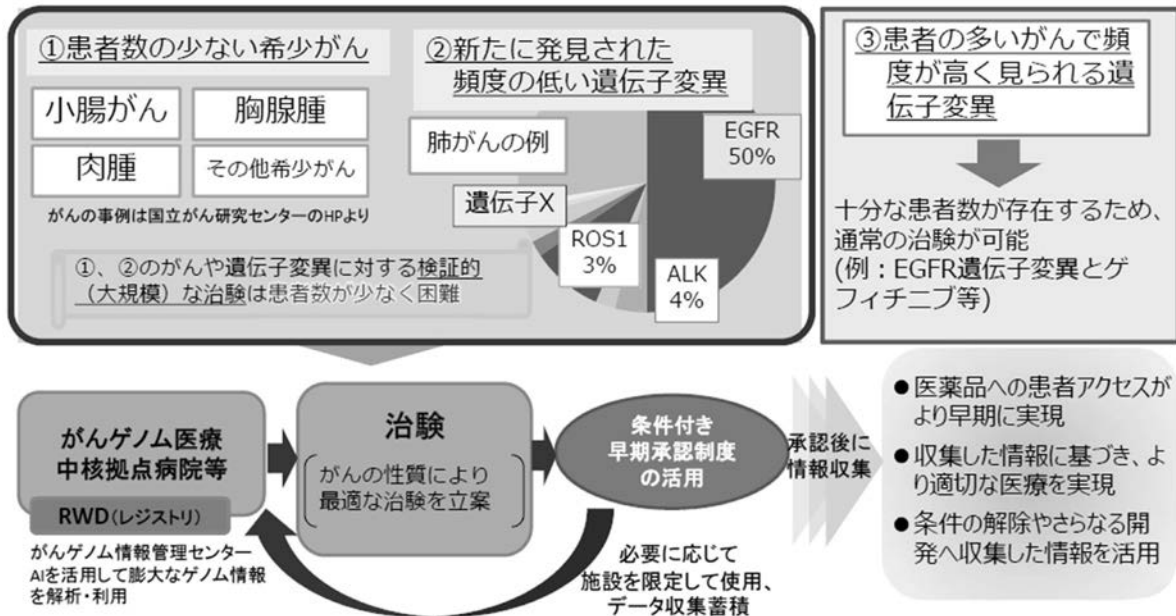 ①患者数の少ない希少がん
小腸がん
胸腺腫
肉腫
その他希少がん
がんの事例は国立がん研究センターのHPより
②新たに発見された
頻度の低い遺伝子変異
肺がんの例
EGFR
50%
遺伝子X
ROS1
3%
ALK
4%
①、②のがんや遺伝子変異に対する検証的
（大規模）な治験は患者数が少なく困難
③患者の多いがんで頻
度が高く見られる遺
伝子変異
十分な患者数が存在するため、
通常の治験が可能
(例：EGFR遺伝子変異とゲ
フィチニブ等)
がんゲノム医療
中核拠点病院等
RWD(レジストリ)
がんゲノム情報管理センター
AIを活用して膨大なゲノム情報
を解析・利用
治験
がんの性質により
最適な治験を立案
条件付き
早期承認制度
の活用
必要に応じて
施設を限定して使用、
データ収集蓄積
承認後に
情報収集
●医薬品への患者アクセスが
より早期に実現
●収集した情報に基づき、よ
り適切な医療を実現
●条件の解除やさらなる開
発へ収集した情報を活用